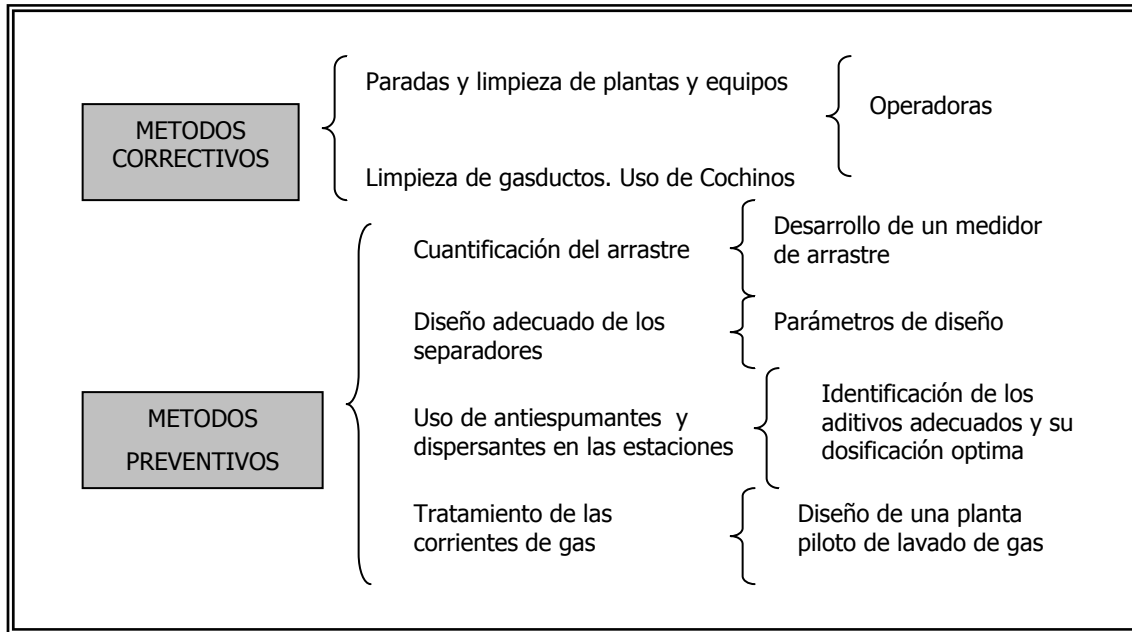 METODOS
CORRECTIVOS
Paradas y limpieza de plantas y equipos
Limpieza de gasductos. Uso de Cochinos
Operadoras
METODOS
PREVENTIVOS
Cuantificación del arrastre
Desarrollo de un medidor
de arrastre
Diseño adecuado de los
separadores
Parámetros de diseño
Uso de antiespumantes y
dispersantes en las estaciones
Identificación de los
aditivos adecuados y su
dosificación optima
Tratamiento de las
corrientes de gas
Diseño de una planta
piloto de lavado de gas